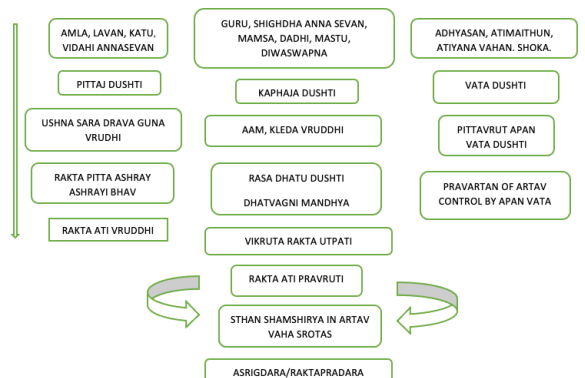 AMLA, LAVAN, KATU,
VIDAHI ANNASEVAN
PITTAJ DUSHTI
USHNA SARA DRAVA GUNA
VRUDHI
RAKTA PITTA ASHRAY
ASHRAYI BHAV
RAKTA ATI VRUDDHI
GURU, SHIGHDHA ANNA SEVAN,
MAMSA, DADHI, MASTU,
DIWASWAPNA
KAPHAJA DUSHTI
AAM, KLEDA VRUDDHI
RASA DHATU DUSHTI
DHATVAGNI MANDHYA
VIKRUTA RAKTA UTPATI
RAKTA ATI PRAVRUTI
STHAN SHAMSHIRYA IN ARTAV
VAHA SROTAS
ASRIGDARA/RAKTAPRADARA
ADHYASAN, ATIMAITHUN,
ATIYANA VAHAN. SHOKA.
VATA DUSHTI
PITTAVRUT APAN
VATA DUSHTI
PRAVARTAN OF ARTAV
CONTROL BY APAN VATA